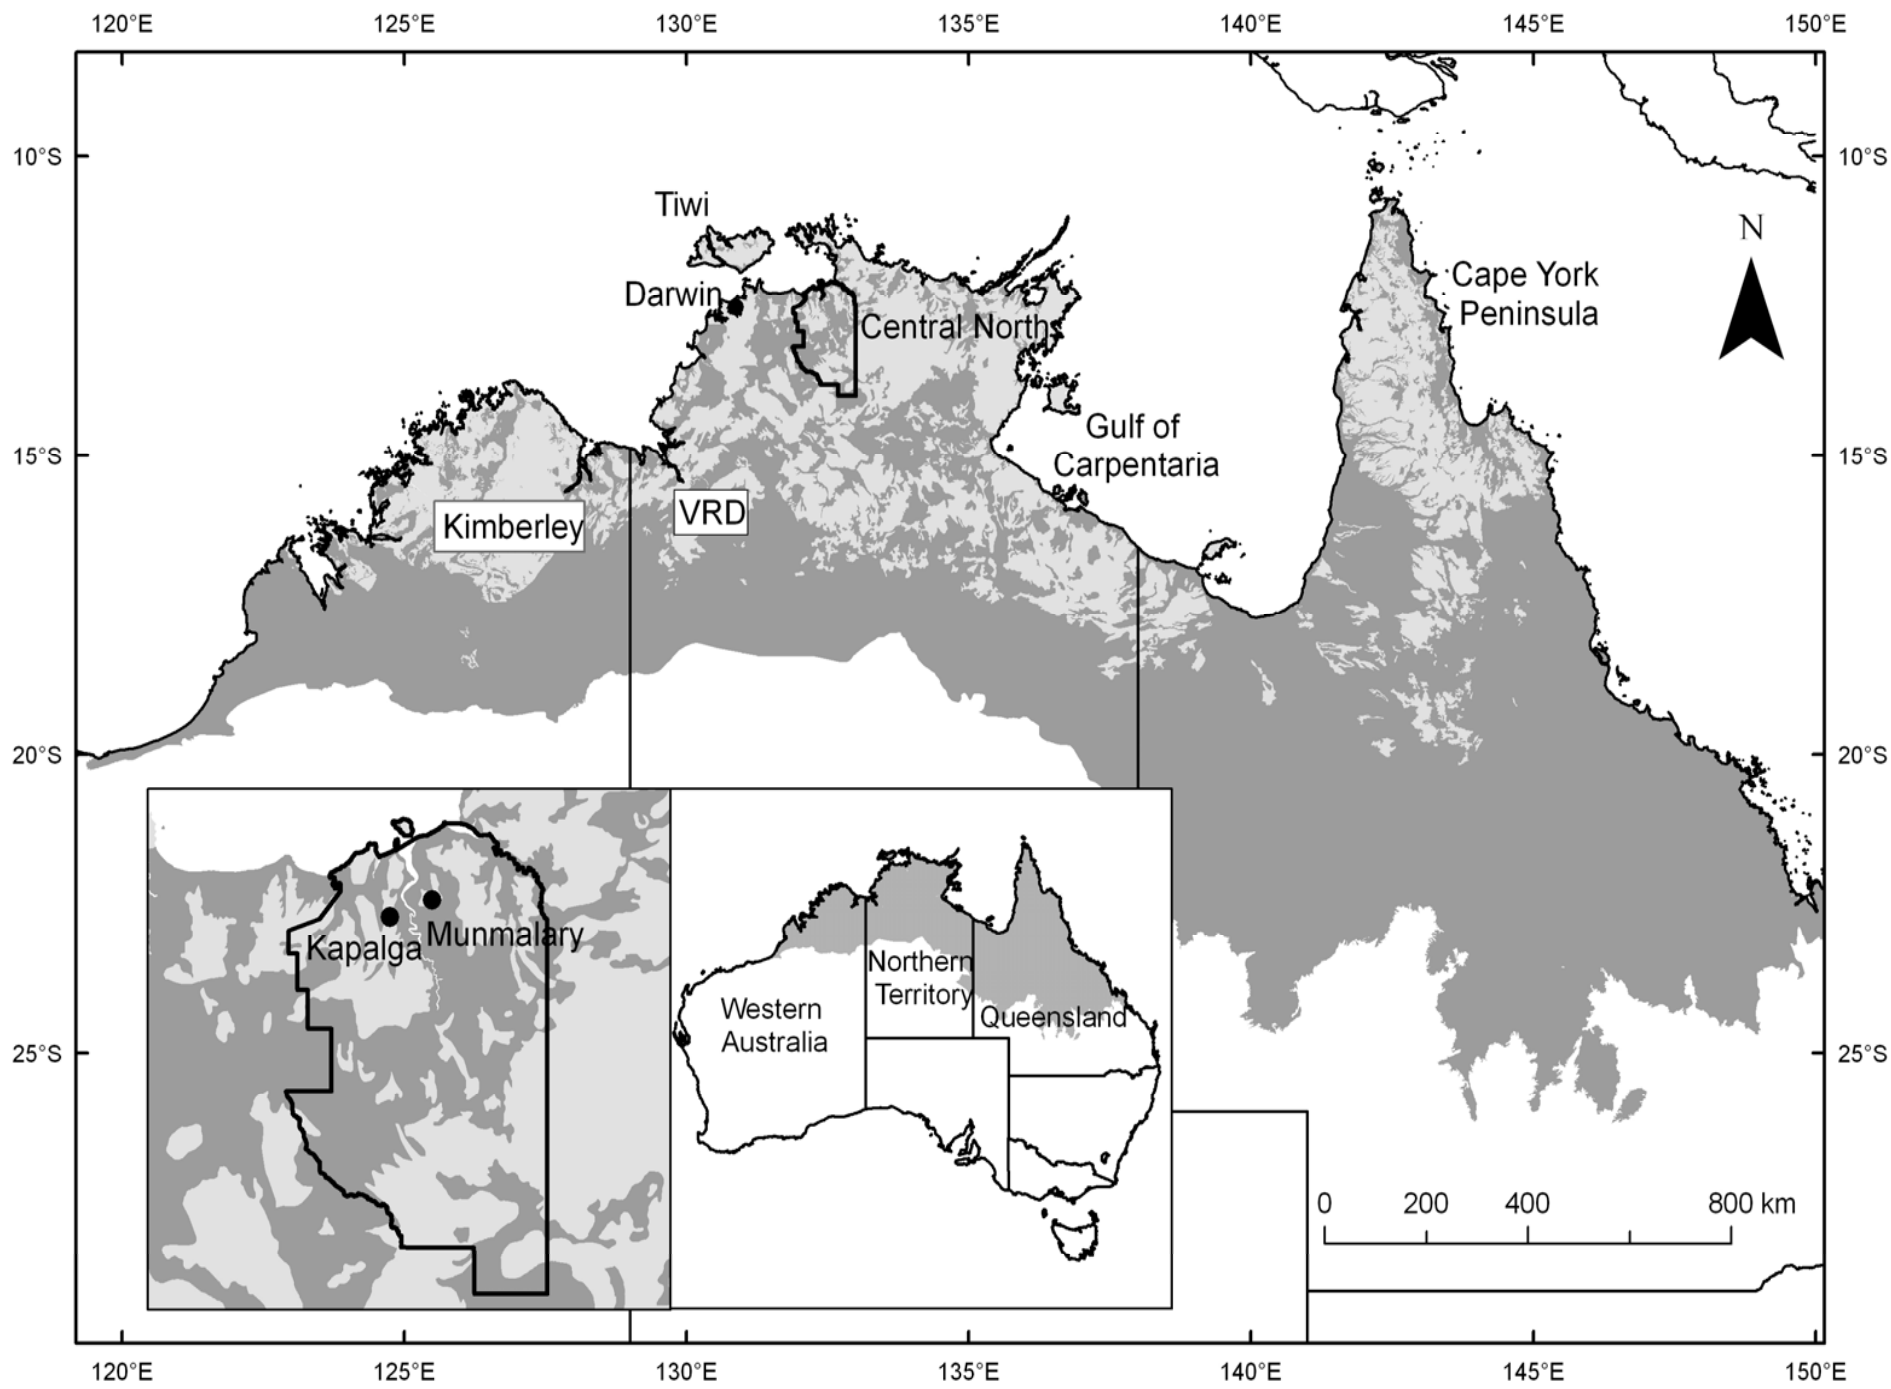 120°E 125°E 130°E 135°E 140°E 145°E 150°E
10°S 10°S
Tiwi
N
Darwin
Cape York
Peninsula
Central North
Gulf of
Carpentaria
15°S 15°S
Kimberley
VRD
20°S 20°S
Kapalga
Munmalary
Northern
Territory
Western
Australia
Queensland
25°S 25°S
0 200 400 800 km
120°E 125°E 130°E 135°E 140°E 145°E 150°E